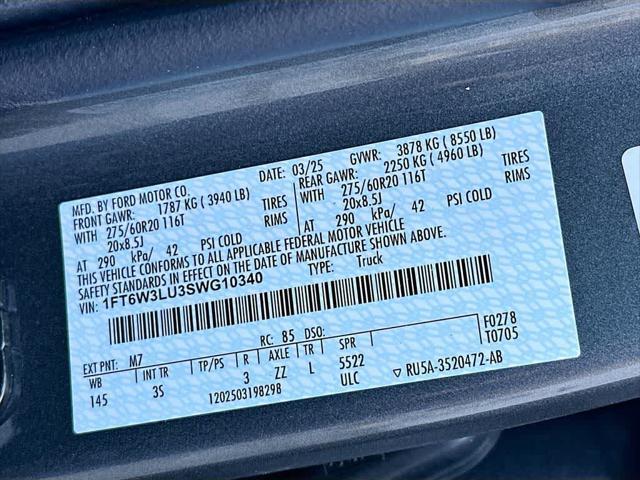 MFD. BY FORD MOTOR CO. DATE: 03/25 GVWR: 3878 KG (8550 LB)
FRONT GAWR: 1787 KG (3940 LB) REAR GAWR: 2250 KG (4960 LB)
WITH 275/60R20 116T TIRES WITH 275/60R20 116T TIRES
20x8.5J RIMS 20x8.5J RIMS
AT 290 kPa/ 42 PSI COLD AT 290 kPa/ 42 PSI COLD
THIS VEHICLE CONFORMS TO ALL APPLICABLE FEDERAL MOTOR VEHICLE
SAFETY STANDARDS IN EFFECT ON THE DATE OF MANUFACTURE SHOWN ABOVE.
VIN: 1FT6W3LU3SWG10340 TYPE: Truck
F0278
T0705
EXT PNT: M7 RC: 85 DSO:
WB INT TR TP/PS R AXLE TR SPR
145 3S 3 ZZ L 5522
1202503198298 ULC ▽ RU5A-3520472-AB